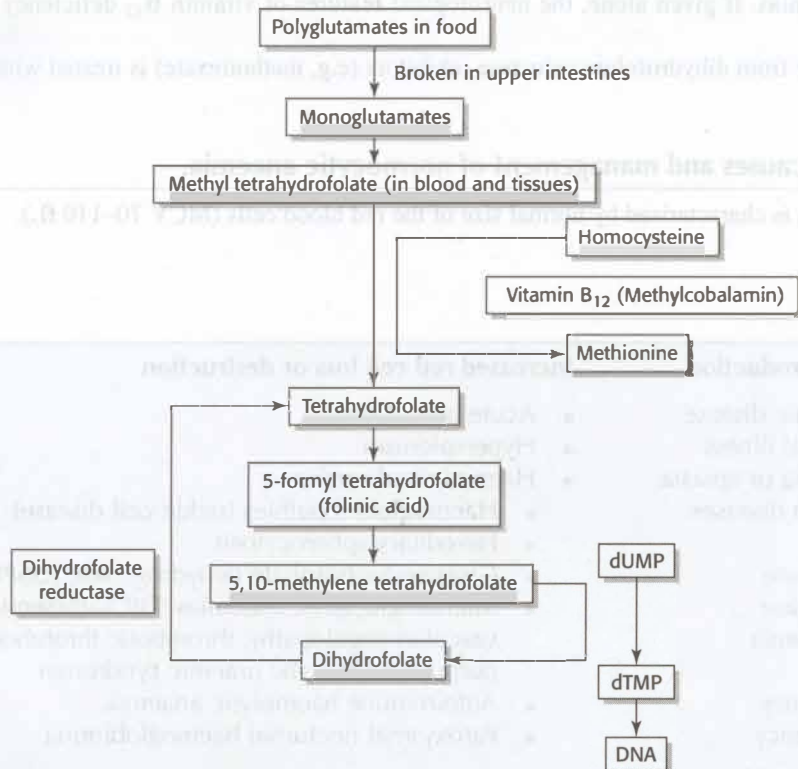 Polyglutamates in food
Broken in upper intestines
Monoglutamates
Methyl tetrahydrofolate (in blood and tissues)
Homocysteine
Vitamin B12 (Methylcobalamin)
Methionine
Tetrahydrofolate
5-formyl tetrahydrofolate
(folinic acid)
Dihydrofolate
reductase
5,10-methylene tetrahydrofolate
dUMP
Dihydrofolate
dTMP
DNA